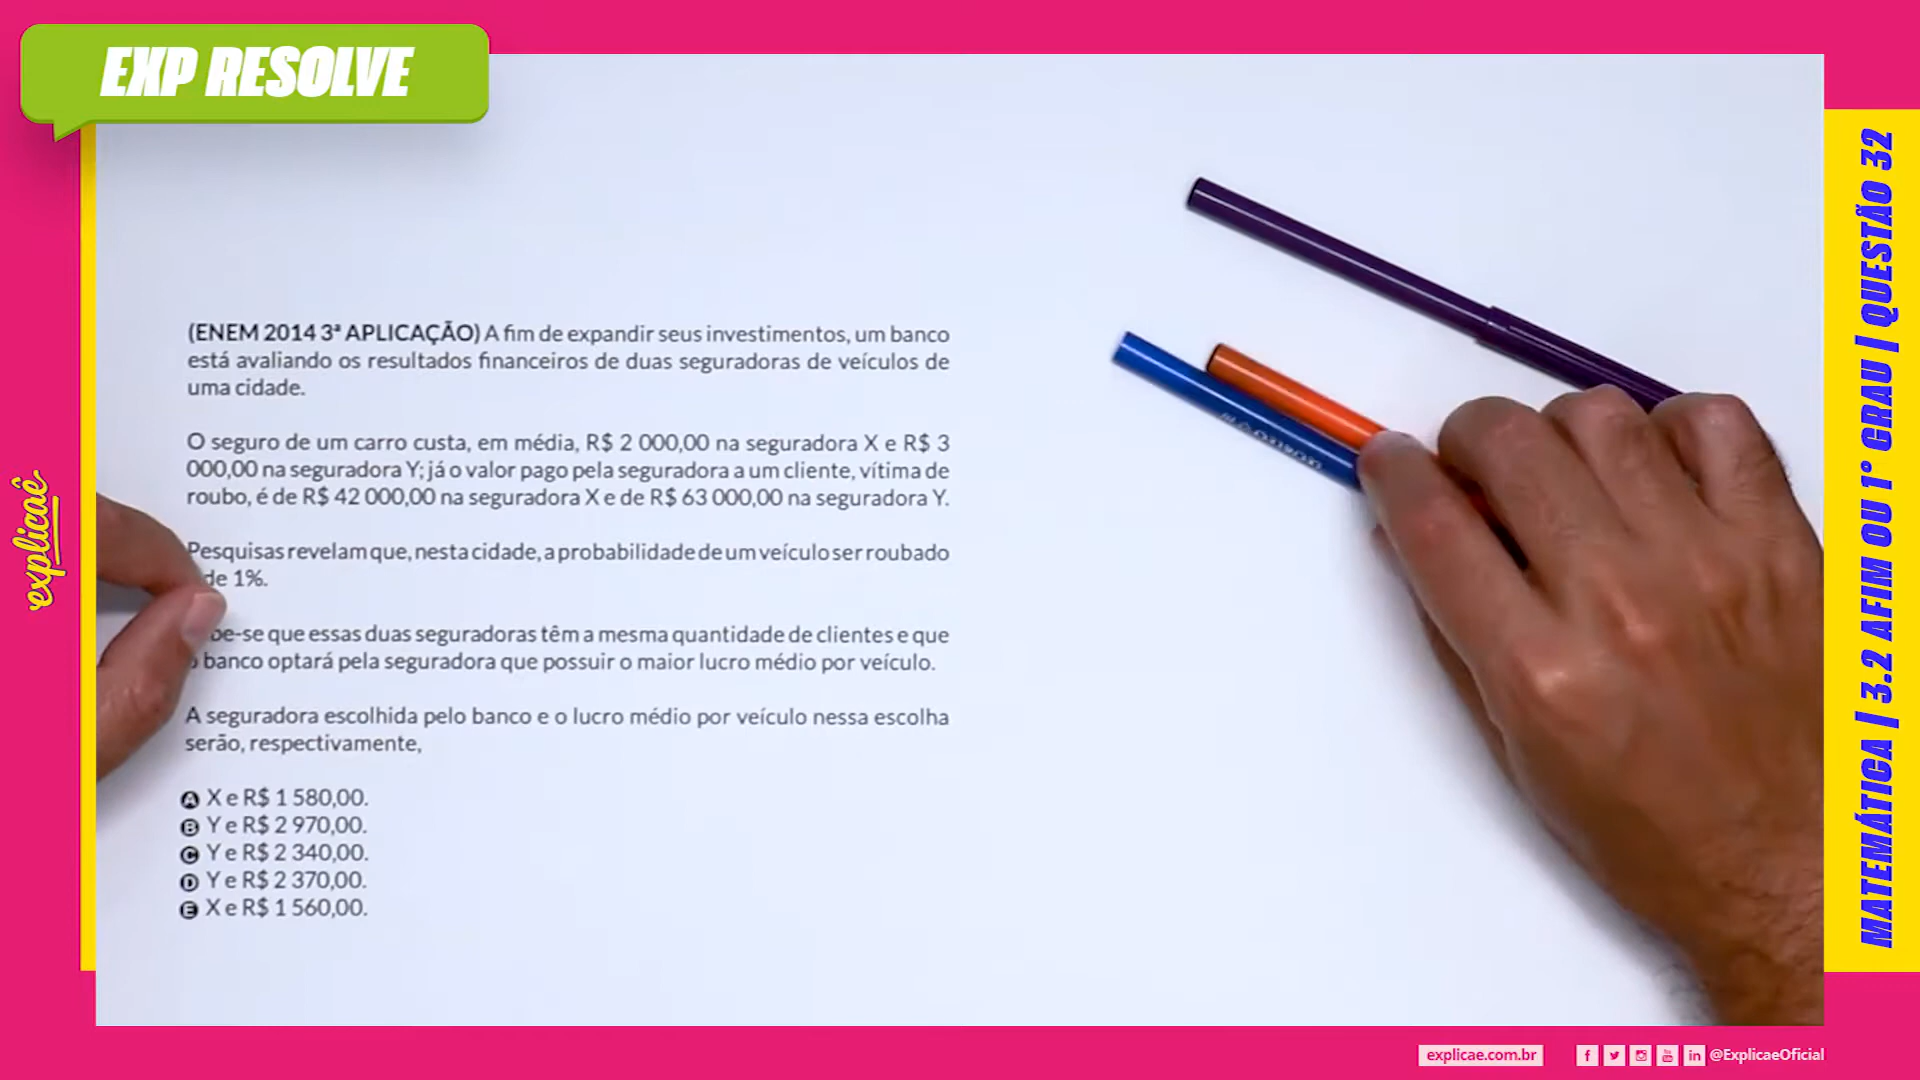 EXP RESOLVE
(ENEM 2014 3ª APLICAÇÃO) A fim de expandir seus investimentos, um banco
está avaliando os resultados financeiros de duas seguradoras de veículos de
uma cidade.
O seguro de um carro custa, em média, R$ 2 000,00 na seguradora X e R$ 3
000,00 na seguradora Y; já o valor pago pela seguradora a um cliente, vítima de
roubo, é de R$ 42 000,00 na seguradora X e de R$ 63 000,00 na seguradora Y.
Pesquisas revelam que, nesta cidade, a probabilidade de um veículo ser roubado
de 1%.
be-se que essas duas seguradoras têm a mesma quantidade de clientes e que
o banco optará pela seguradora que possuir o maior lucro médio por veículo.
A seguradora escolhida pelo banco e o lucro médio por veículo nessa escolha
serão, respectivamente,
A X e R$ 1 580,00.
B Y e R$ 2 970,00.
C Y e R$ 2 340,00.
D Y e R$ 2 370,00.
E X e R$ 1 560,00.
explicaê
MATEMÁTICA | 3.2 AFIM OU 1° GRAU | QUESTÃO 32
explicae.com.br
@ExplicaeOficial